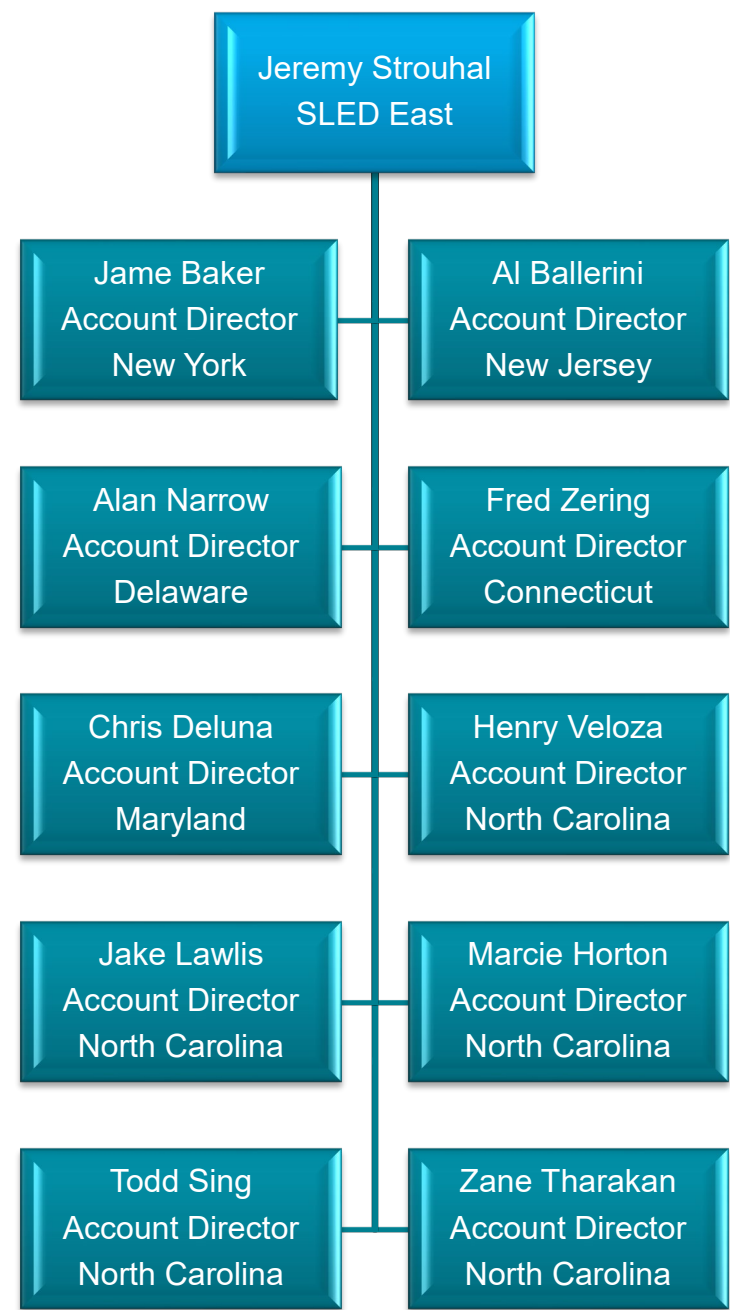 Jeremy Strouhal
SLED East
Jame Baker
Account Director
New York
Al Ballerini
Account Director
New Jersey
Alan Narrow
Account Director
Delaware
Fred Zering
Account Director
Connecticut
Chris Deluna
Account Director
Maryland
Henry Veloza
Account Director
North Carolina
Jake Lawlis
Account Director
North Carolina
Marcie Horton
Account Director
North Carolina
Todd Sing
Account Director
North Carolina
Zane Tharakan
Account Director
North Carolina